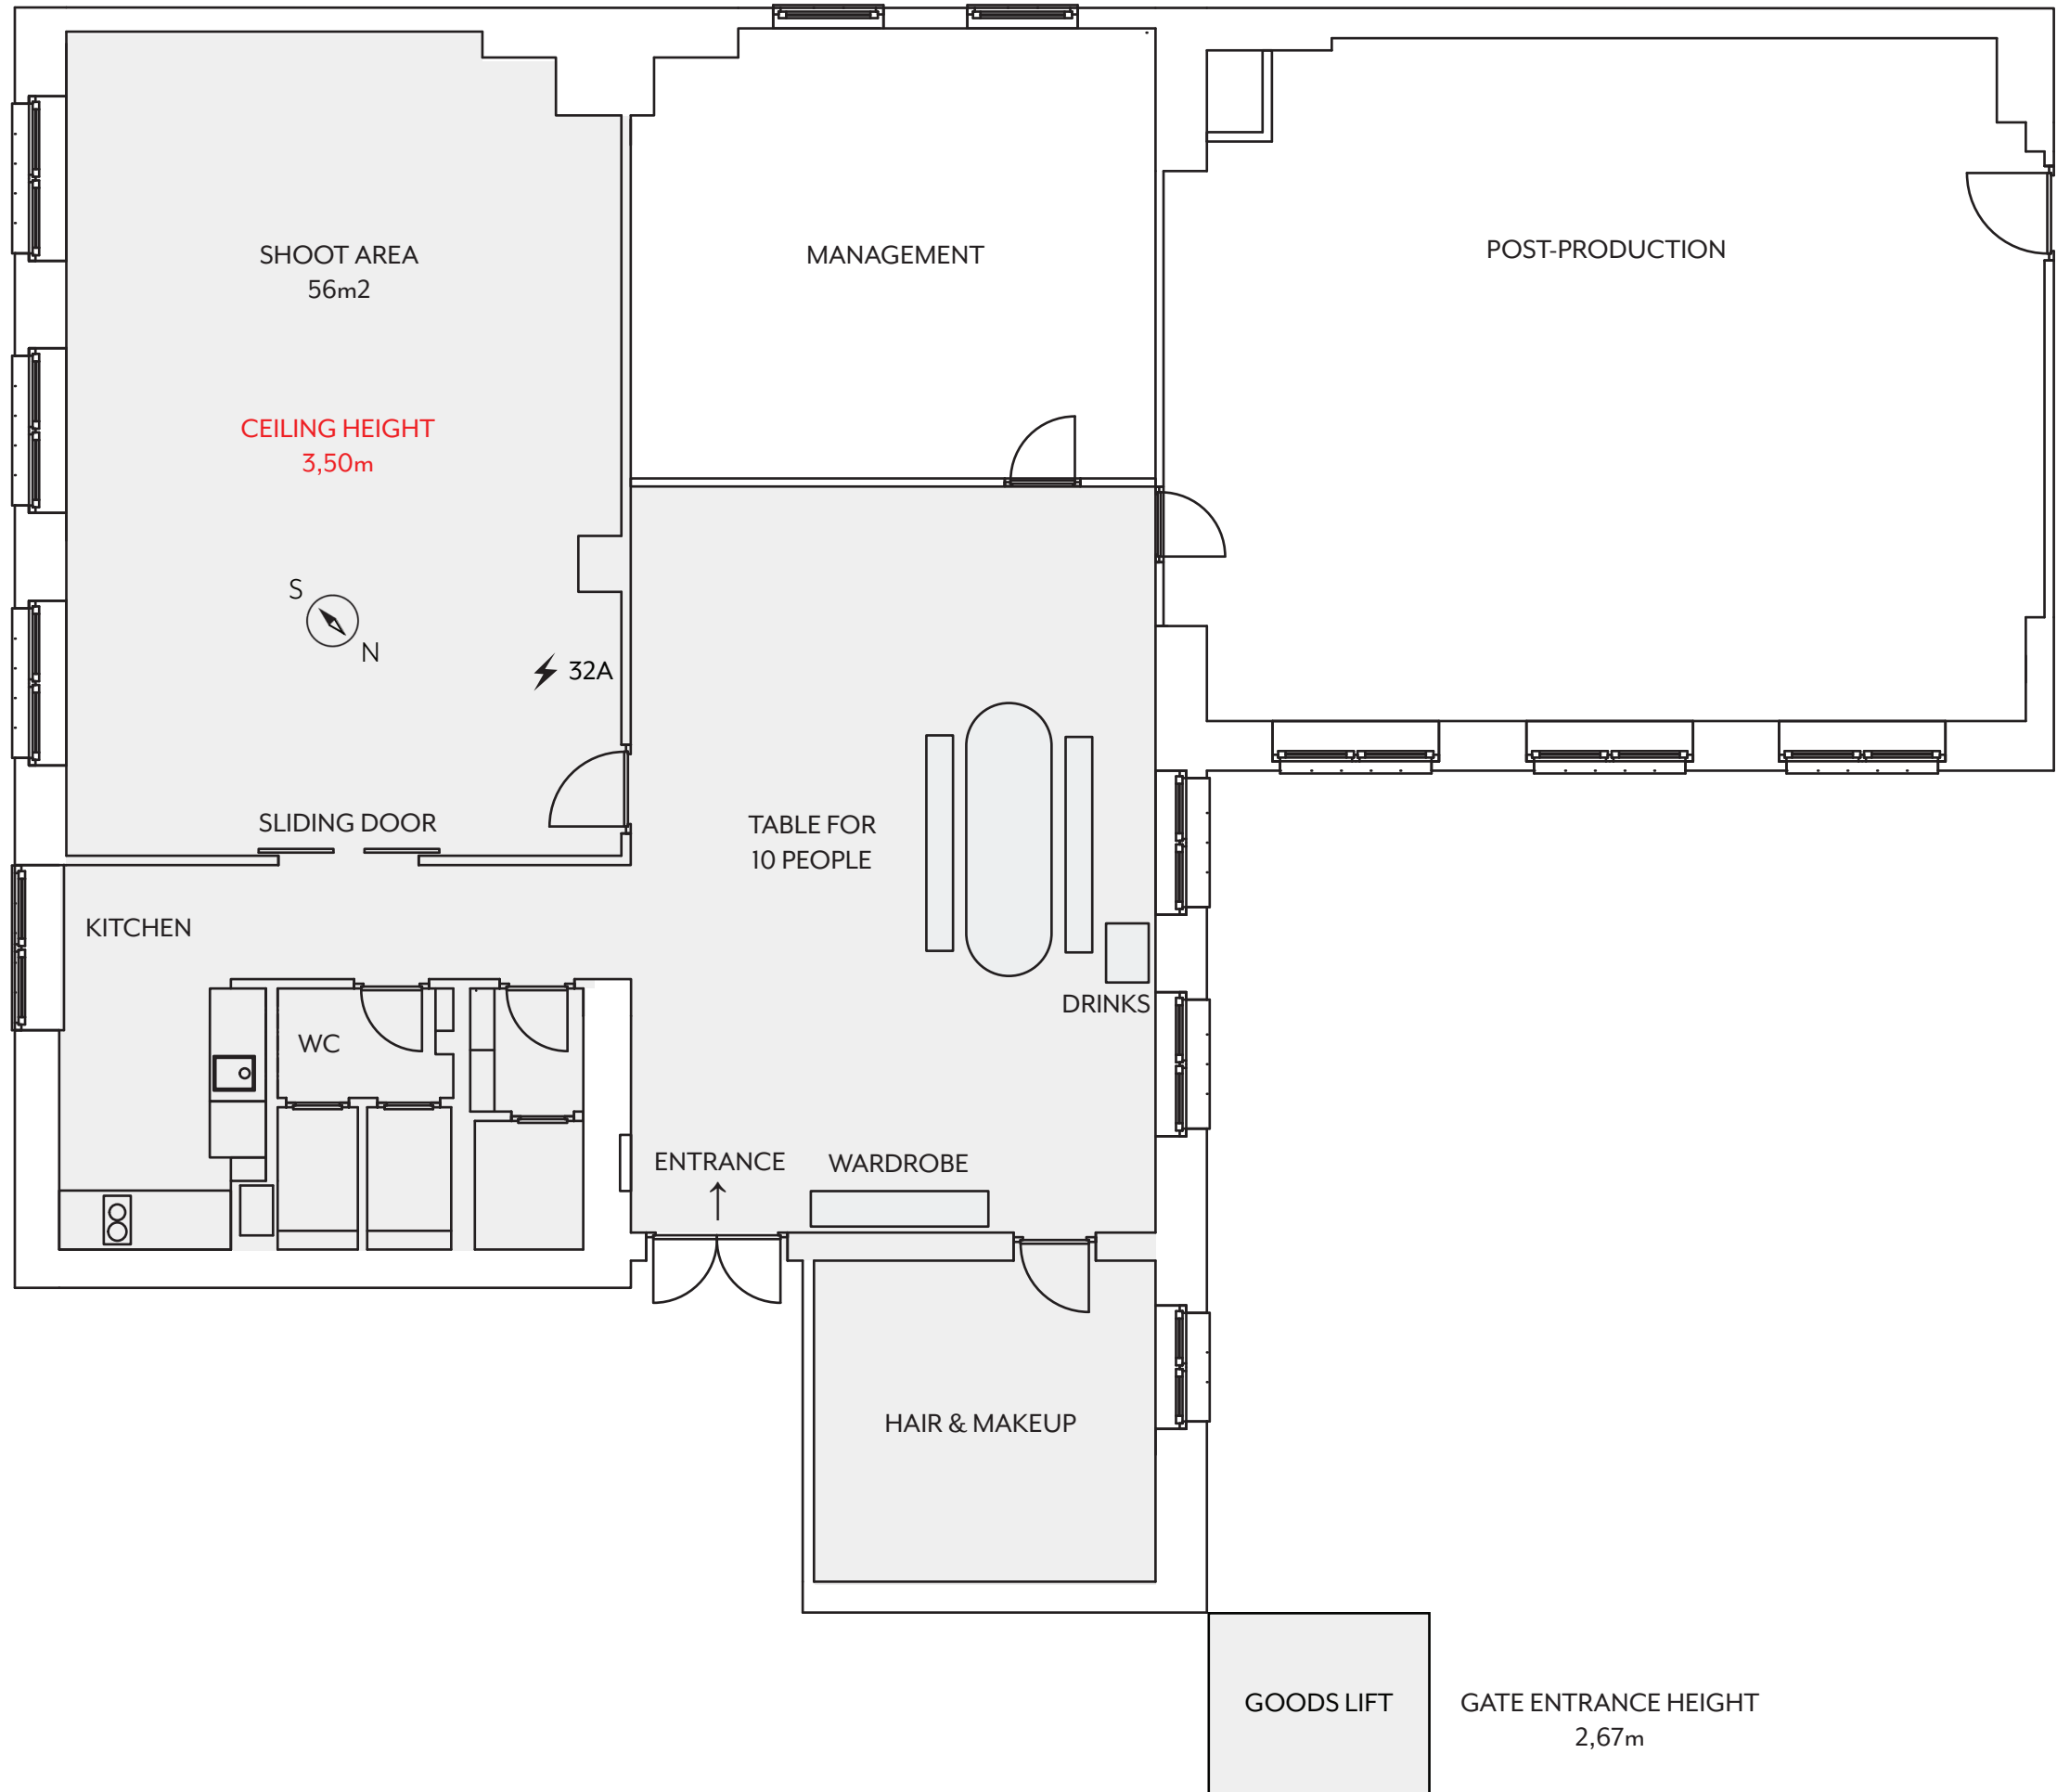 SHOOT AREA
56m2
MANAGEMENT
POST-PRODUCTION
CEILING HEIGHT
3,50m
S
N
32A
SLIDING DOOR
TABLE FOR
10 PEOPLE
KITCHEN
DRINKS
WC
ENTRANCE
WARDROBE
HAIR & MAKEUP
GOODS LIFT
GATE ENTRANCE HEIGHT
2,67m